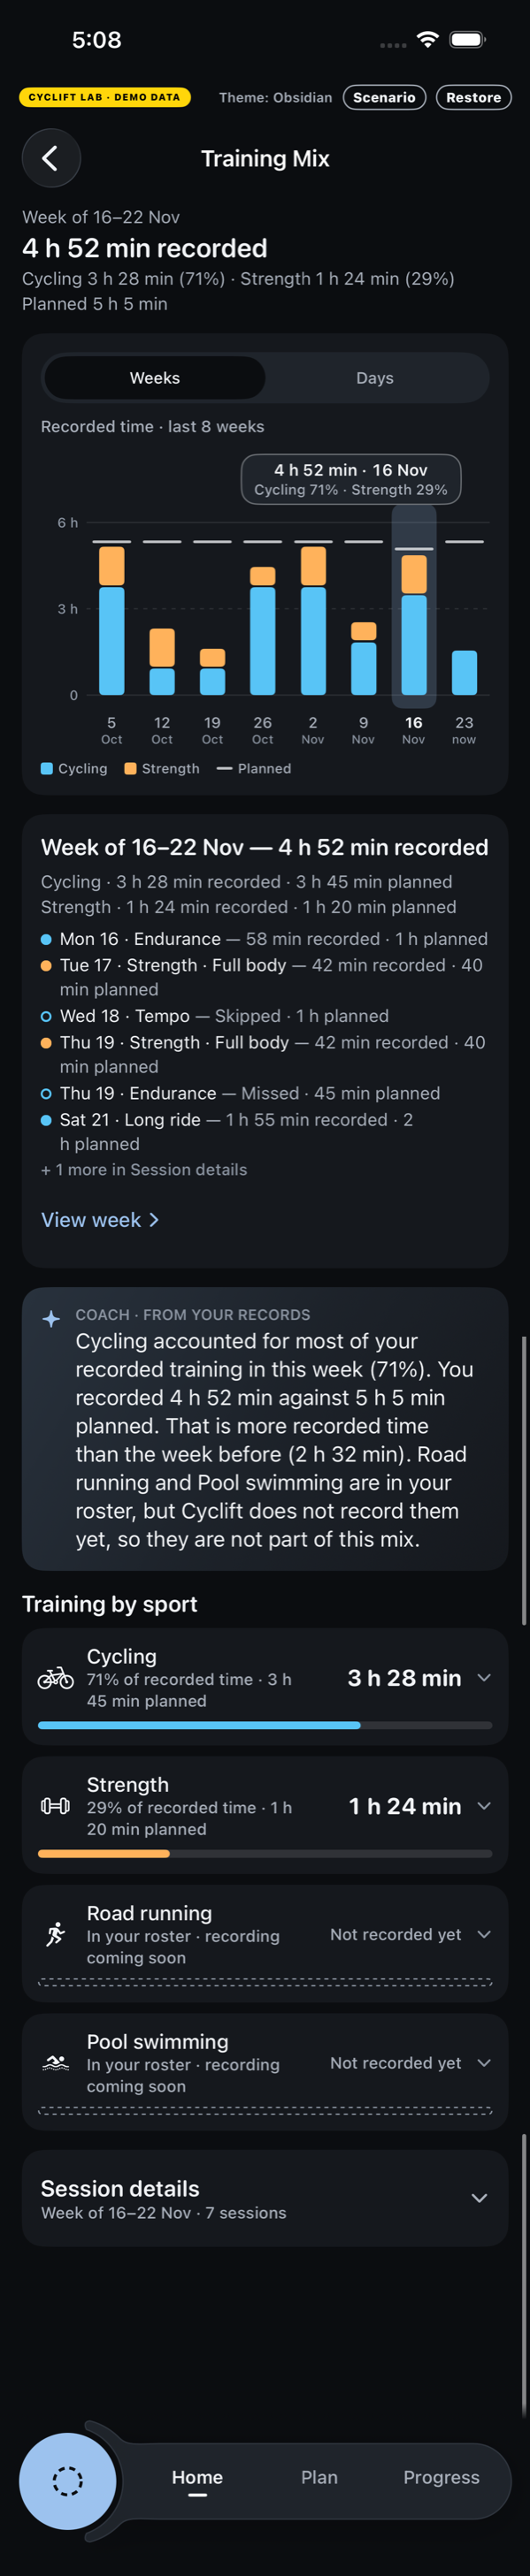 5:08
CYCLIFT LAB · DEMO DATA
Theme: Obsidian
Scenario
Restore
Training Mix
Week of 16–22 Nov
4 h 52 min recorded
Cycling 3 h 28 min (71%) · Strength 1 h 24 min (29%)
Planned 5 h 5 min
Weeks
Days
Recorded time · last 8 weeks
4 h 52 min · 16 Nov
Cycling 71% · Strength 29%
6 h
3 h
0
5 12 19 26 2 9 16 23
Oct Oct Oct Oct Nov Nov Nov now
Cycling Strength Planned
Week of 16–22 Nov — 4 h 52 min recorded
Cycling · 3 h 28 min recorded · 3 h 45 min planned
Strength · 1 h 24 min recorded · 1 h 20 min planned
Mon 16 · Endurance — 58 min recorded · 1 h planned
Tue 17 · Strength · Full body — 42 min recorded · 40
min planned
Wed 18 · Tempo — Skipped · 1 h planned
Thu 19 · Strength · Full body — 42 min recorded · 40
min planned
Thu 19 · Endurance — Missed · 45 min planned
Sat 21 · Long ride — 1 h 55 min recorded · 2
h planned
+ 1 more in Session details
View week
COACH · FROM YOUR RECORDS
Cycling accounted for most of your
recorded training in this week (71%). You
recorded 4 h 52 min against 5 h 5 min
planned. That is more recorded time
than the week before (2 h 32 min). Road
running and Pool swimming are in your
roster, but Cyclift does not record them
yet, so they are not part of this mix.
Training by sport
Cycling
71% of recorded time · 3 h
45 min planned
3 h 28 min
Strength
29% of recorded time · 1 h
20 min planned
1 h 24 min
Road running
In your roster · recording
coming soon
Not recorded yet
Pool swimming
In your roster · recording
coming soon
Not recorded yet
Session details
Week of 16–22 Nov · 7 sessions
Home
Plan
Progress